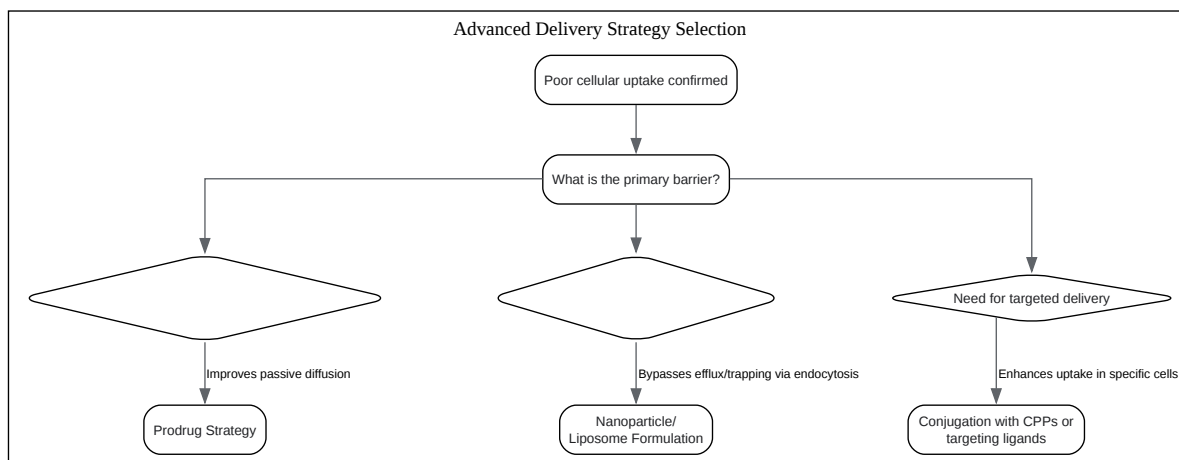 Advanced Delivery Strategy Selection
Poor cellular uptake confirmed
What is the primary barrier?
Need for targeted delivery
Improves passive diffusion
Bypasses efflux/trapping via endocytosis
Enhances uptake in specific cells
Prodrug Strategy
Nanoparticle/
Liposome Formulation
Conjugation with CPPs or
targeting ligands